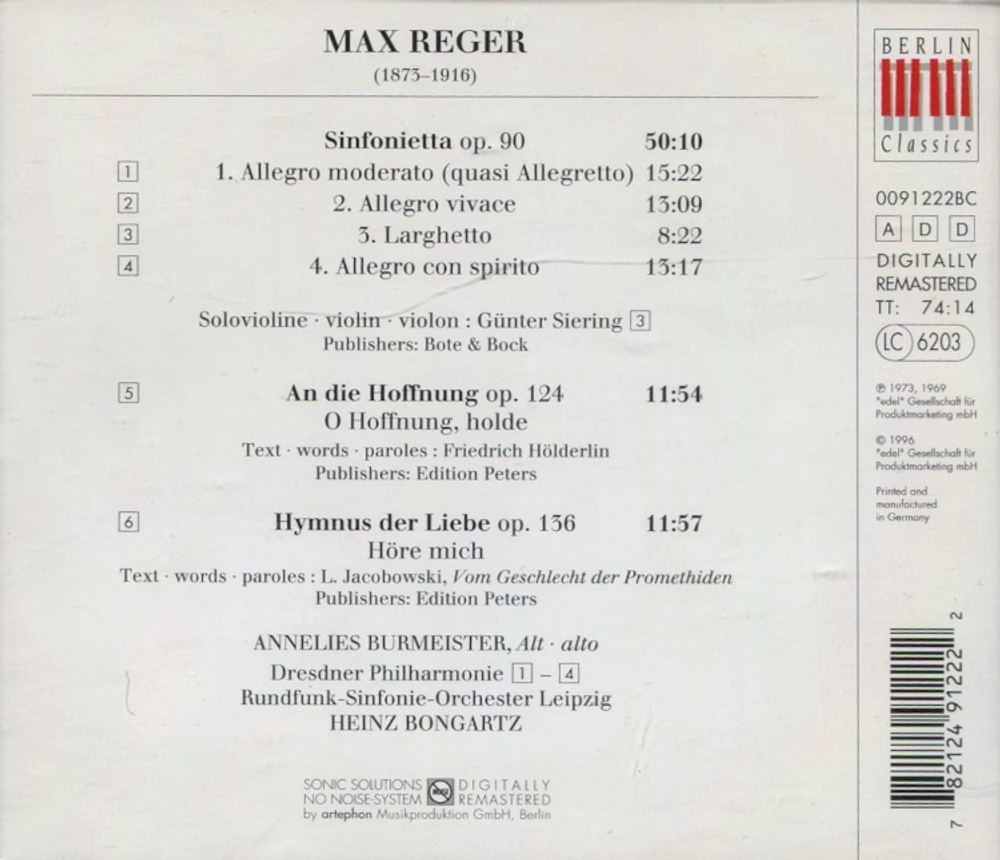 MAX REGER
(1873–1916)
Sinfonietta op. 90 50:10
1 1. Allegro moderato (quasi Allegretto) 15:22
2 2. Allegro vivace 13:09
3 3. Larghetto 8:22
4 4. Allegro con spirito 13:17
Solovioline · violin · violon : Günter Siering 3
Publishers: Bote & Bock
5 An die Hoffnung op. 124 11:54
O Hoffnung, holde
Text · words · paroles : Friedrich Hölderlin
Publishers: Edition Peters
6 Hymnus der Liebe op. 136 11:57
Höre mich
Text · words · paroles : L. Jacobowski, Vom Geschlecht der Promethiden
Publishers: Edition Peters
ANNELIES BURMEISTER, Alt · alto
Dresdner Philharmonie 1 – 4
Rundfunk-Sinfonie-Orchester Leipzig
HEINZ BONGARTZ
SONIC SOLUTIONS DIGITALLY
NO NOISE-SYSTEM REMASTERED
by artephon Musikproduktion GmbH, Berlin
BERLIN
Classics
0091222BC
A D D
DIGITALLY
REMASTERED
TT: 74:14
LC 6203
℗ 1973, 1969
"edel" Gesellschaft für
Produktmarketing mbH
© 1996
"edel" Gesellschaft für
Produktmarketing mbH
Printed and
manufactured
in Germany
7 82124 91222 2